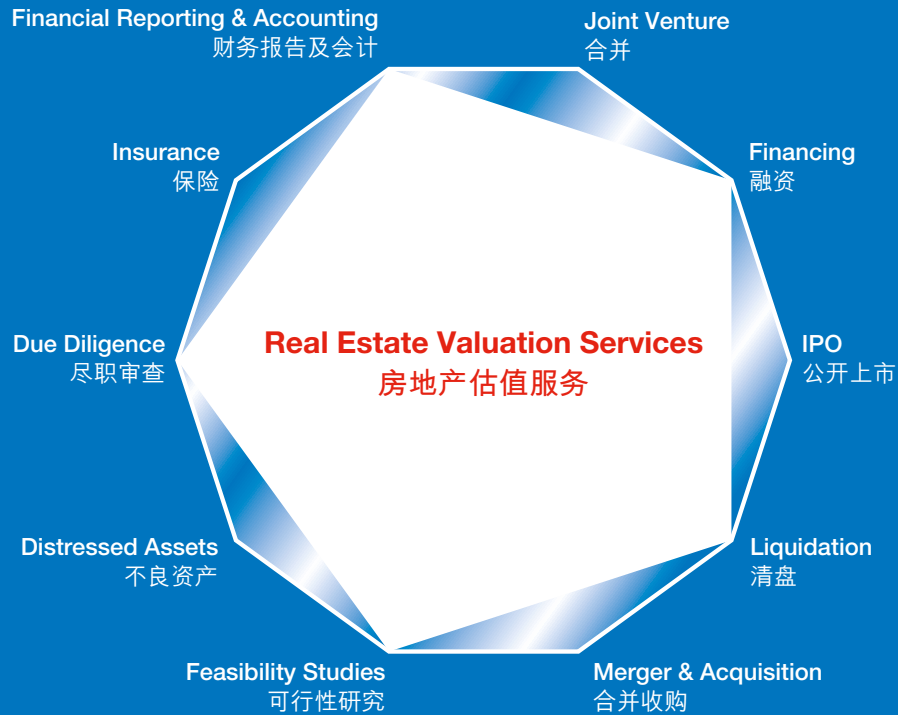 Financial Reporting & Accounting
财务报告及会计
Joint Venture
合并
Insurance
保险
Financing
融资
Due Diligence
尽职审查
Real Estate Valuation Services
房地产估值服务
IPO
公开上市
Distressed Assets
不良资产
Liquidation
清盘
Feasibility Studies
可行性研究
Merger & Acquisition
合并收购